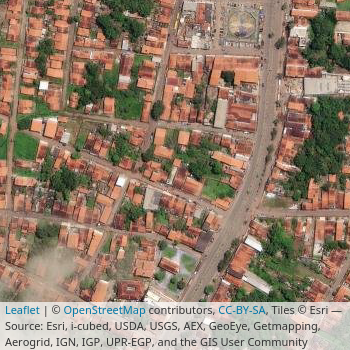 Leaflet | © OpenStreetMap contributors, CC-BY-SA, Tiles © Esri —
Source: Esri, i-cubed, USDA, USGS, AEX, GeoEye, Getmapping,
Aerogrid, IGN, IGP, UPR-EGP, and the GIS User Community